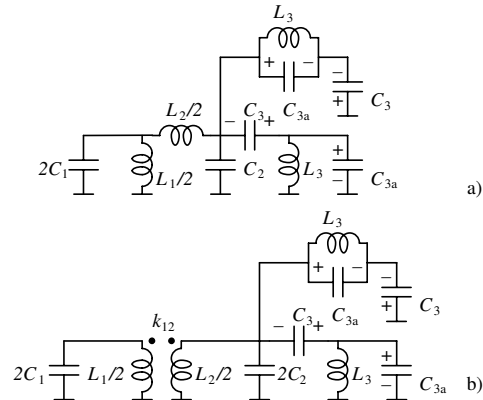 L3
+ −
−
+
C3
L2/2
− C3 + C3a
2C1
L1/2
C2
L3
+
−
C3a
a)
L3
+ −
−
+
C3
k12
− C3 + C3a
2C1
L1/2
L2/2
2C2
L3
+
−
C3a
b)